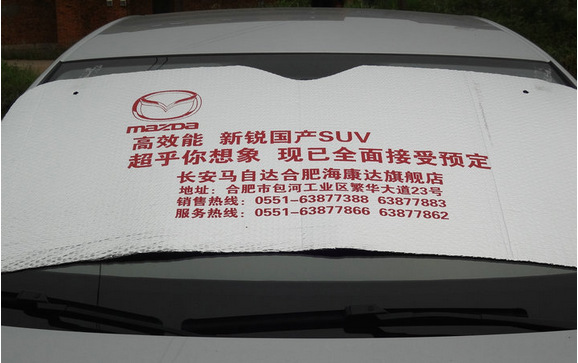 mazda
高效能 新锐国产SUV
超乎你想象 现已全面接受预定
长安马自达合肥海康达旗舰店
地址：合肥市包河工业区繁华大道23号
销售热线：0551-63877388 63877883
服务热线：0551-63877866 63877862